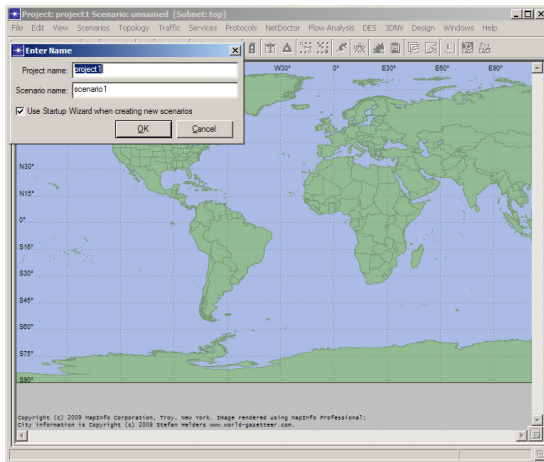 Project: project1 Scenario: unnamed [Subnet: top]
File Edit View Scenarios Topology Traffic Services Protocols NetDoctor Flow Analysis DES 3DNV Design Windows Help
Enter Name
Project name: project1
Scenario name: scenario1
Use Startup Wizard when creating new scenarios
OK Cancel
W30° 0° E30° E60° E90°
N30°
N15°
0°
S15°
S30°
S45°
S60°
S75°
S90°
Copyright (c) 2009 MapInfo Corporation, Troy, New York. Image rendered using MapInfo Professional;
City information is Copyright (c) 2009 Stefan Helders www.world-gazetteer.com.